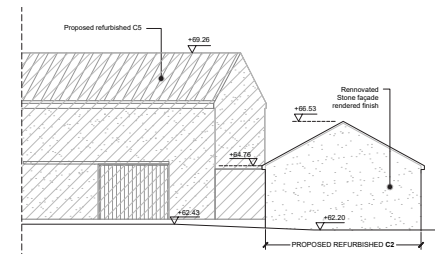 Proposed refurbished C5
+69.26
Rennovated
Stone façade
rendered finish
+66.53
+64.76
+62.43
+62.20
PROPOSED REFURBISHED C2